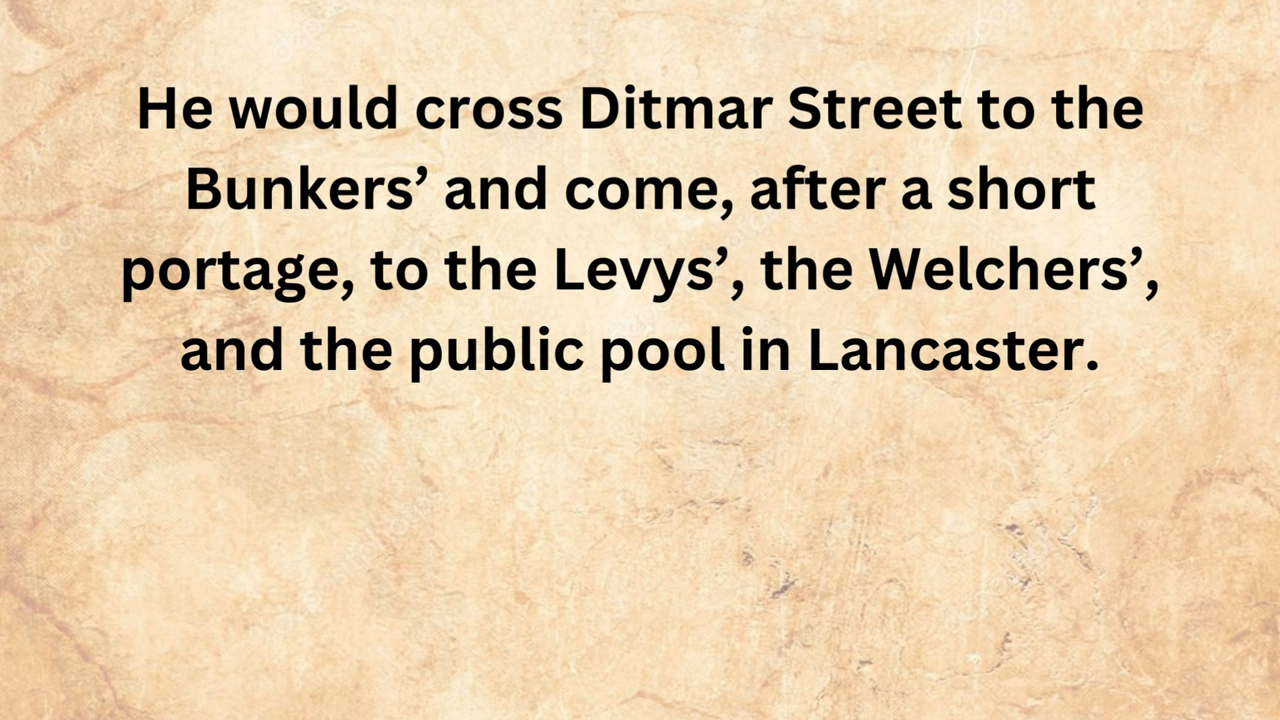 He would cross Ditmar Street to the
Bunkers’ and come, after a short
portage, to the Levys’, the Welchers’,
and the public pool in Lancaster.